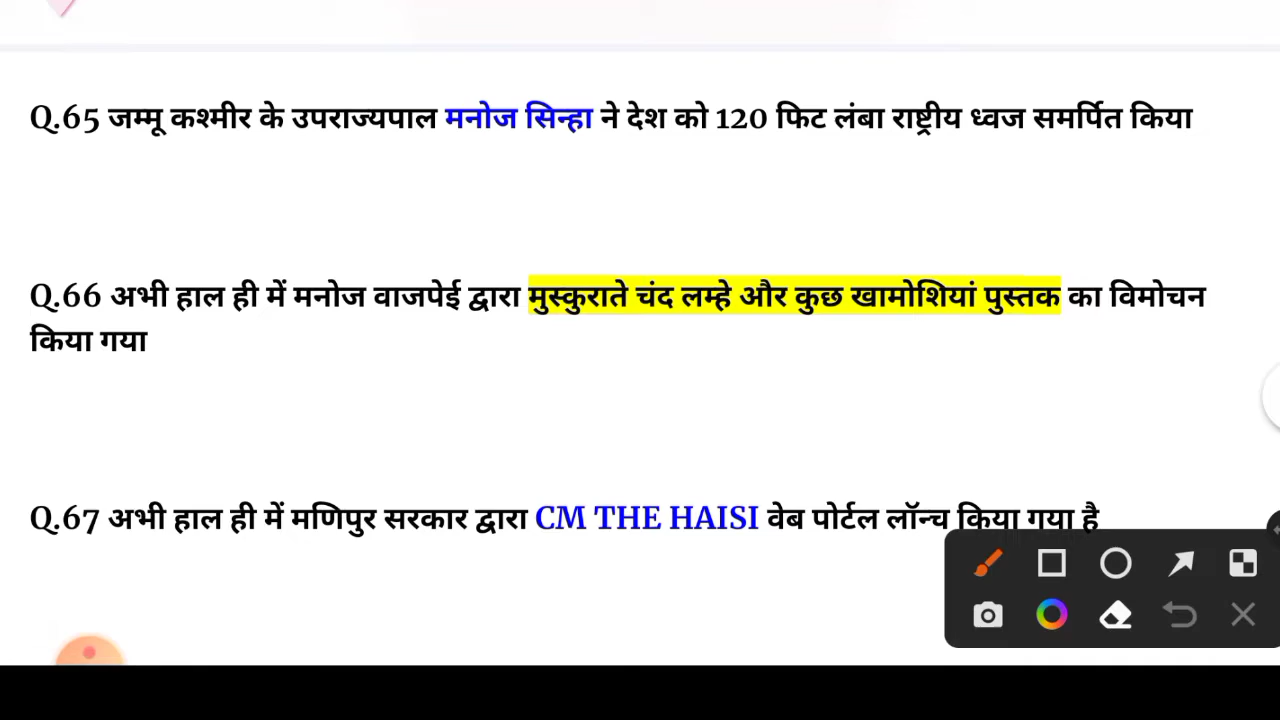 Q.65 जम्मू कश्मीर के उपराज्यपाल मनोज सिन्हा ने देश को 120 फिट लंबा राष्ट्रीय ध्वज समर्पित किया
Q.66 अभी हाल ही में मनोज वाजपेई द्वारा मुस्कुराते चंद लम्हे और कुछ खामोशियां पुस्तक का विमोचन
किया गया
Q.67 अभी हाल ही में मणिपुर सरकार द्वारा CM THE HAISI वेब पोर्टल लॉन्च किया गया है